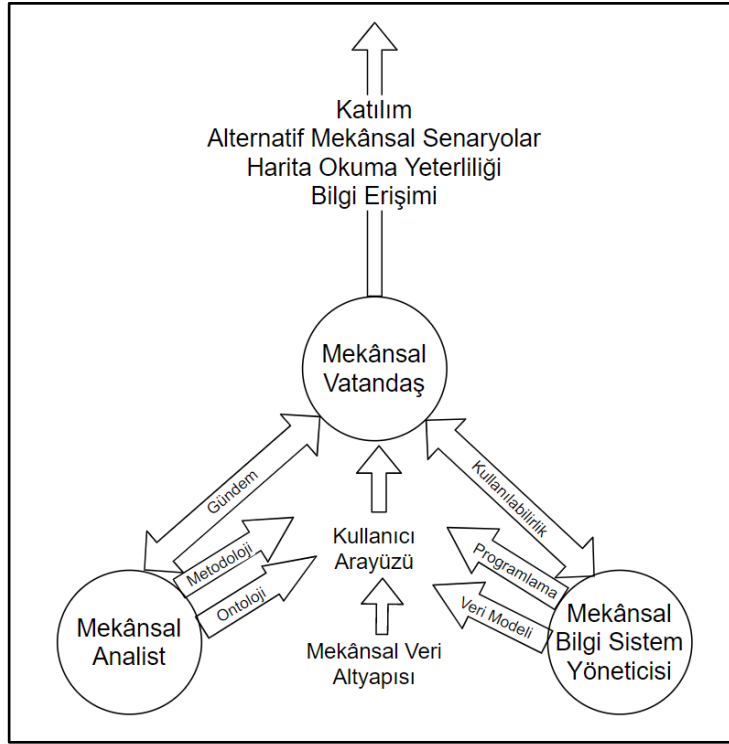 Katılım
Alternatif Mekânsal Senaryolar
Harita Okuma Yeterliliği
Bilgi Erişimi
Mekânsal
Vatandaş
Gündem
Kullanılabilirlik
Metodoloji
Ontoloji
Kullanıcı
Arayüzü
Programlama
Veri Modeli
Mekânsal
Analist
Mekânsal Veri
Altyapısı
Mekânsal
Bilgi Sistem
Yöneticisi